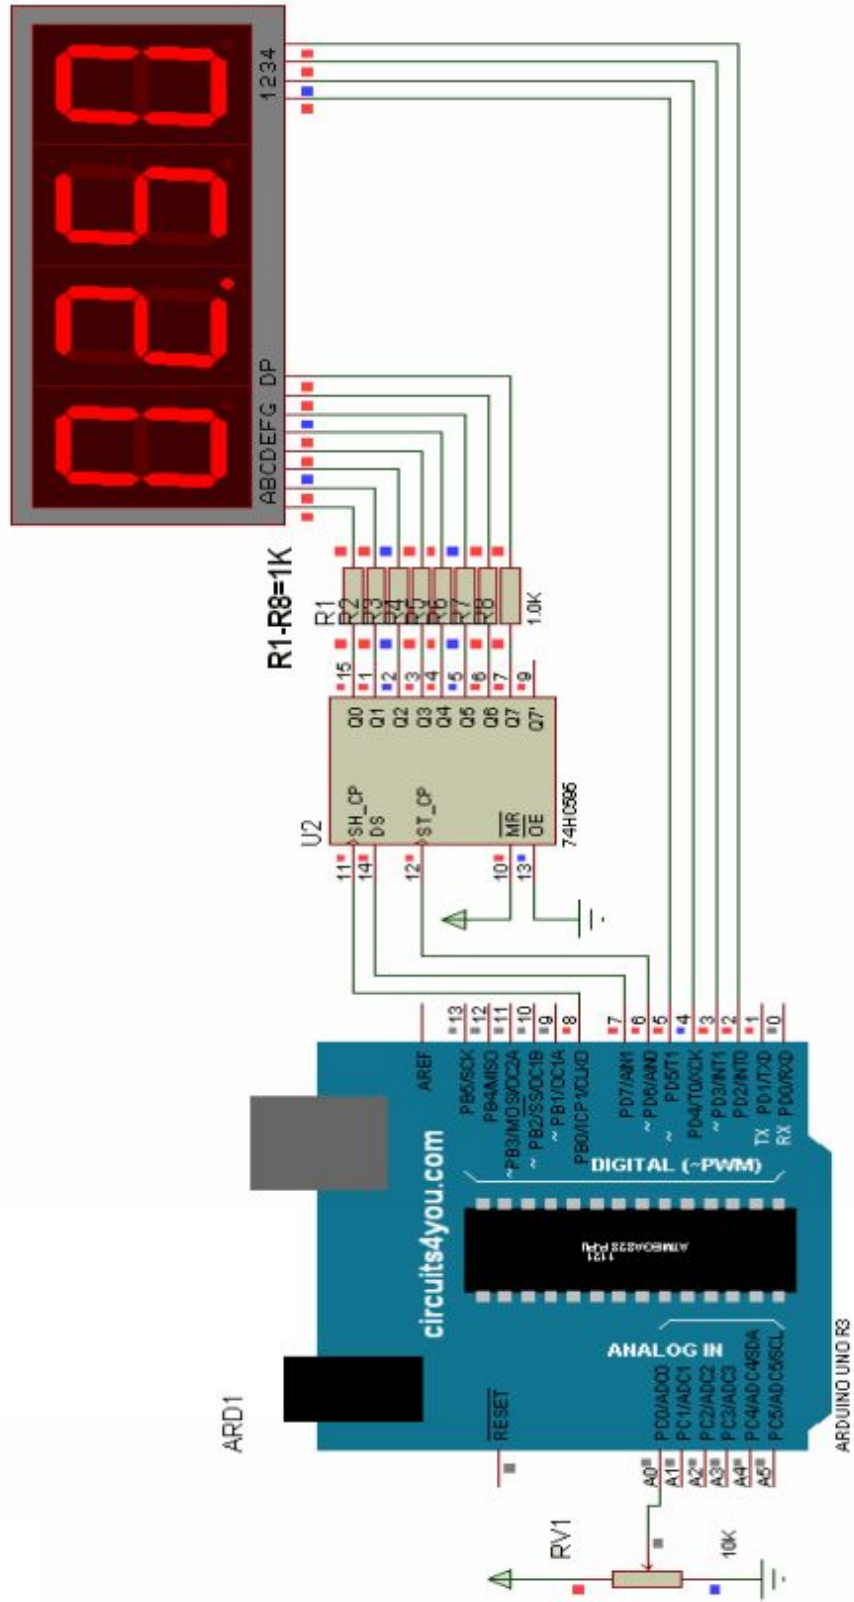 02.50
ABCDEFG DP
1234
R1-R8=1K
R1
R2
R3
R4
R5
R6
R7
R8
1.0K
U2
11
SH_CP
14
DS
12
ST_CP
10
MR
13
OE
Q0
15
Q1
1
Q2
2
Q3
3
Q4
4
Q5
5
Q6
6
Q7
7
Q7'
9
74HC595
ARD1
circuits4you.com
RESET
AREF
PB5/SCK
13
PB4/MISO
12
~PB3/MOSI/OC2A
11
~PB2/SS/OC1B
10
~PB1/OC1A
9
PB0/ICP1/CLKO
8
PD7/AIN1
7
~PD6/AIN0
6
~PD5/T1
5
PD4/T0/XCK
4
~PD3/INT1
3
PD2/INT0
2
TX PD1/TXD
1
RX PD0/RXD
0
DIGITAL (~PWM)
ATMEGA328P-PU
1121
ANALOG IN
A0
PC0/ADC0
A1
PC1/ADC1
A2
PC2/ADC2
A3
PC3/ADC3
A4
PC4/ADC4/SDA
A5
PC5/ADC5/SCL
ARDUINO UNO R3
RV1
10K